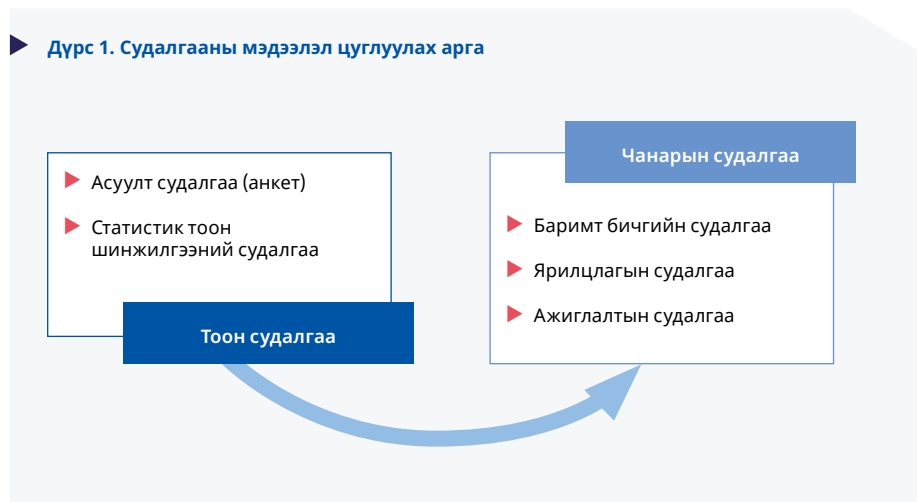 Дүрс 1. Судалгааны мэдээлэл цуглуулах арга
Асуулт судалгаа (анкет)
Статистик тоон
шинжилгээний судалгаа
Тоон судалгаа
Чанарын судалгаа
Баримт бичгийн судалгаа
Ярилцлагын судалгаа
Ажиглалтын судалгаа